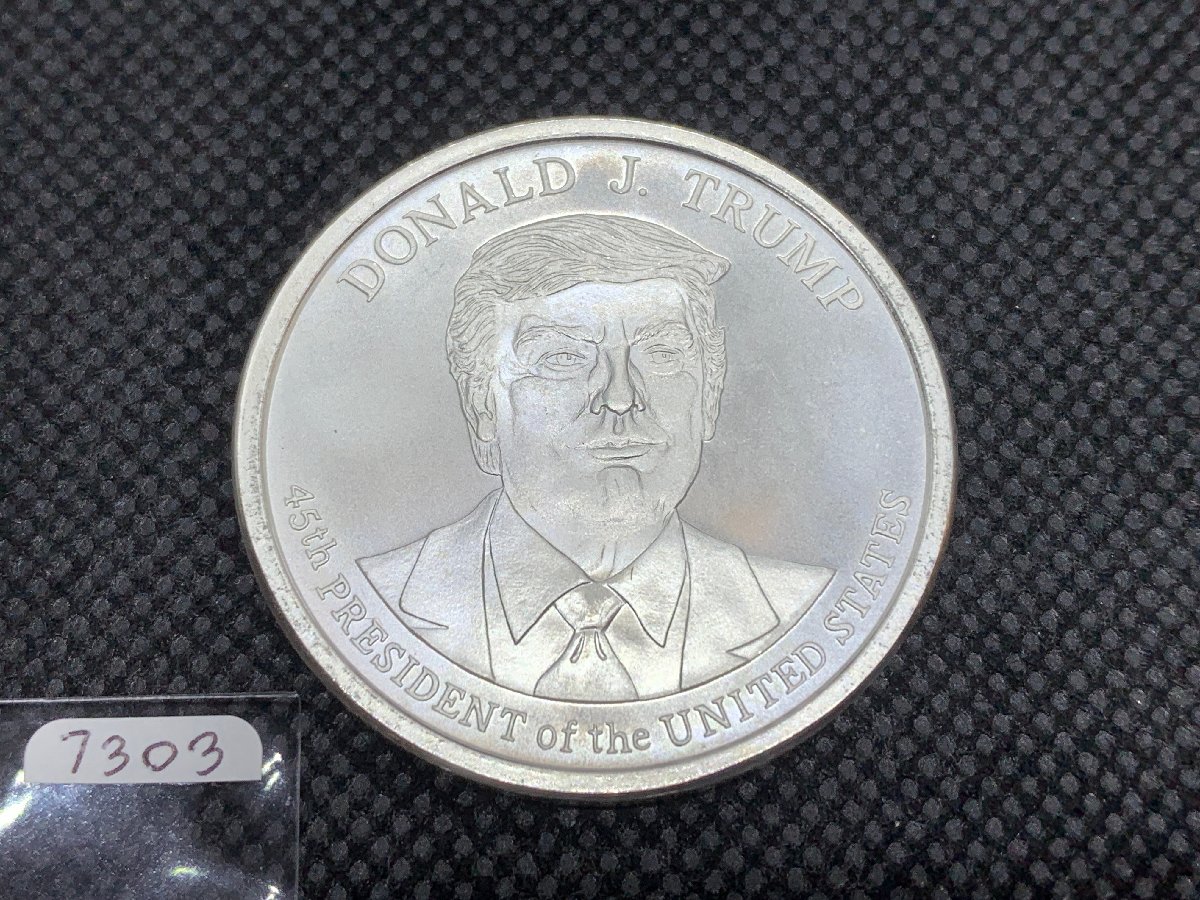 DONALD J. TRUMP
45th PRESIDENT of the UNITED STATES
7303